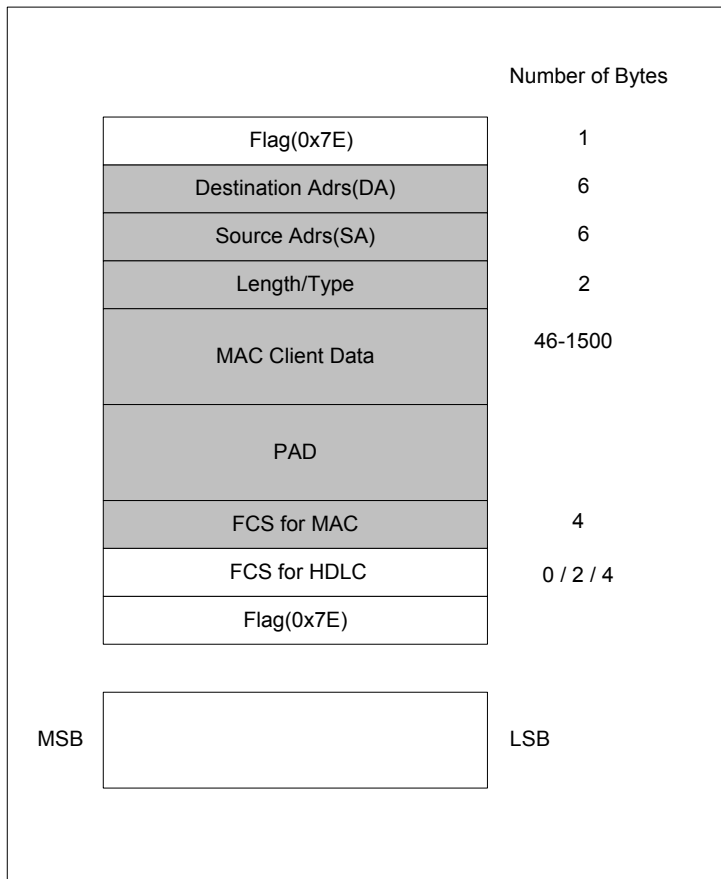 Number of Bytes
Flag(0x7E) 1
Destination Adrs(DA) 6
Source Adrs(SA) 6
Length/Type 2
MAC Client Data 46-1500
PAD
FCS for MAC 4
FCS for HDLC 0 / 2 / 4
Flag(0x7E)
MSB LSB